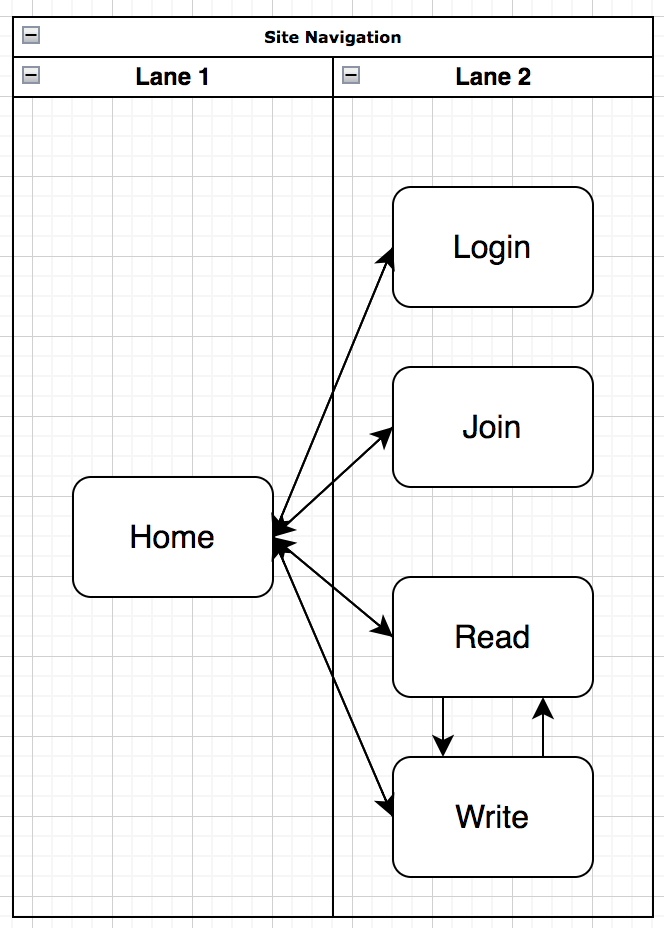 Site Navigation
Lane 1
Lane 2
Login
Join
Home
Read
Write